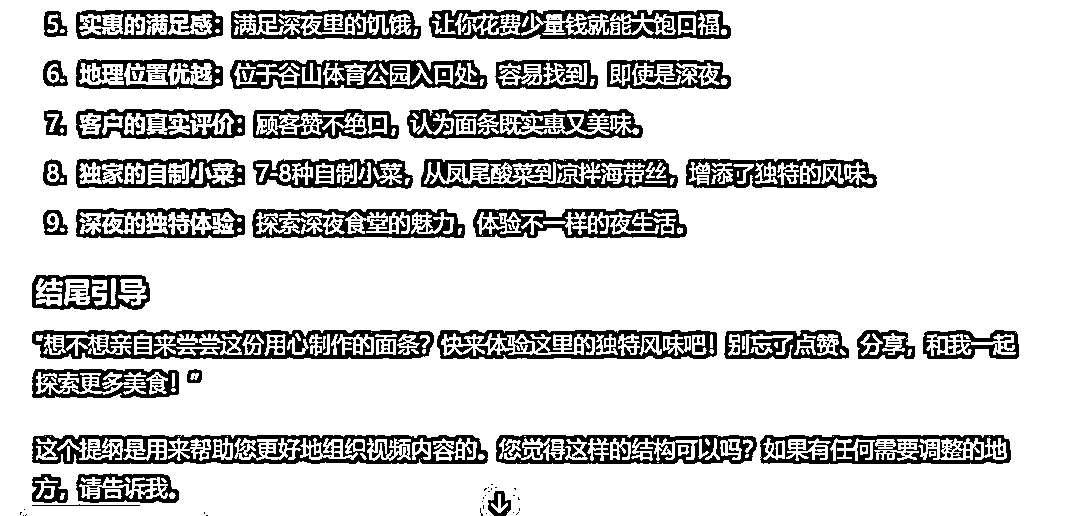 5. 实惠的满足感：满足深夜里的饥饿，让你花费少量钱就能大饱口福。
6. 地理位置优越：位于谷山体育公园入口处，容易找到，即使是深夜。
7. 客户的真实评价：顾客赞不绝口，认为面条既实惠又美味。
8. 独家的自制小菜：7-8种自制小菜，从凤尾酸菜到凉拌海带丝，增添了独特的风味。
9. 深夜的独特体验：探索深夜食堂的魅力，体验不一样的夜生活。
结尾引导
"想不想亲自来尝尝这份用心制作的面条？快来体验这里的独特风味吧！别忘了点赞、分享，和我一起
探索更多美食！"
这个提纲是用来帮助您更好地组织视频内容的。您觉得这样的结构可以吗？如果有任何需要调整的地
方，请告诉我。